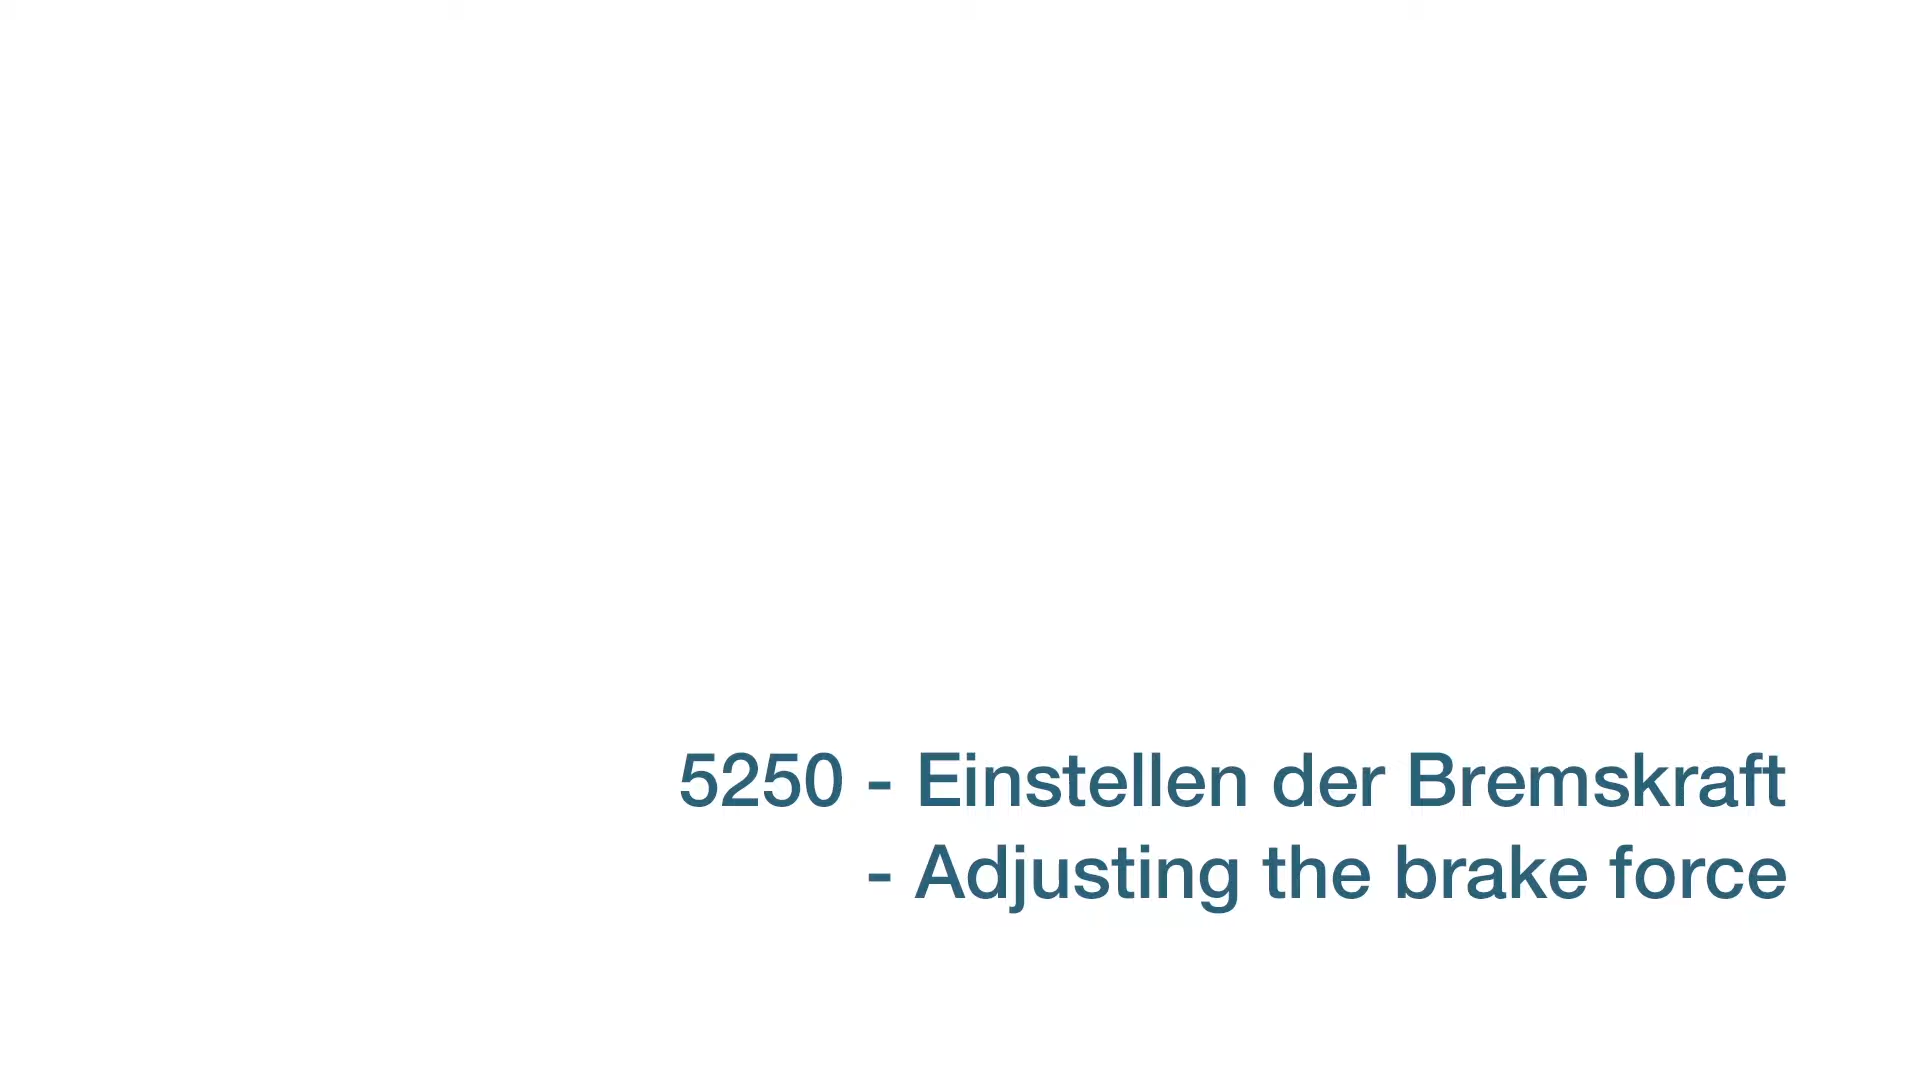 5250 - Einstellen der Bremskraft
- Adjusting the brake force